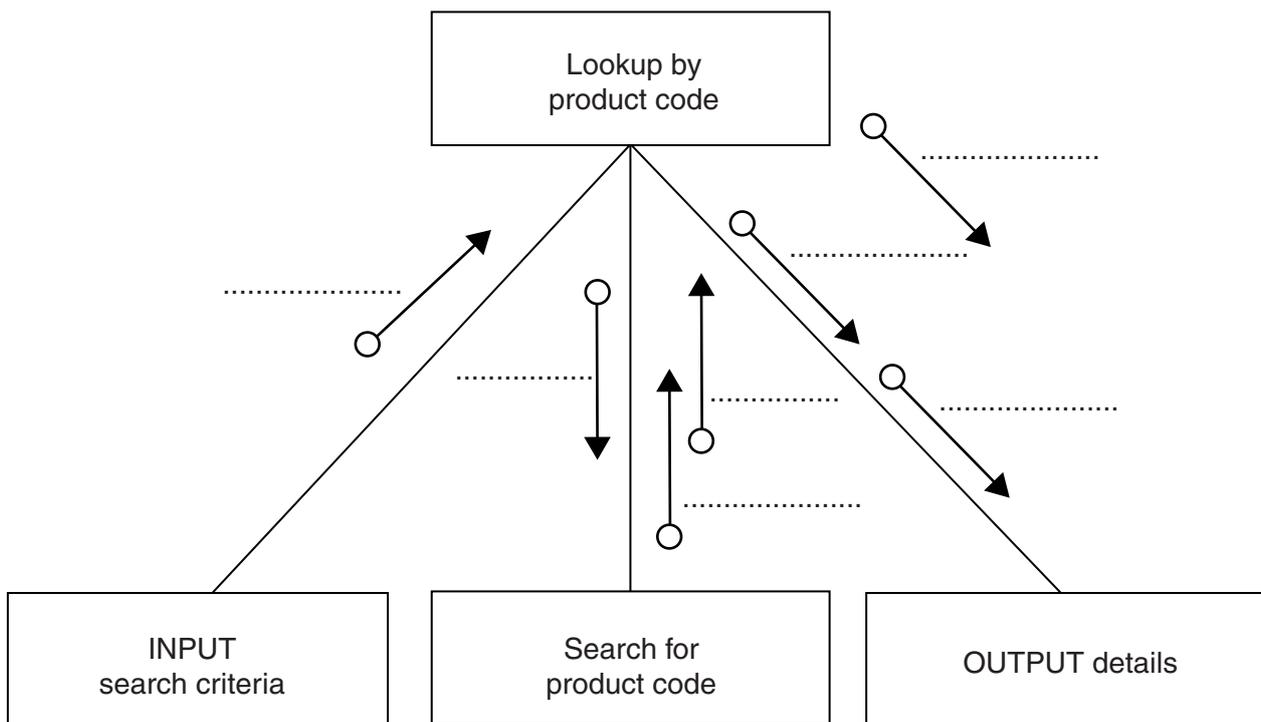 Lookup by
product code
INPUT
search criteria
Search for
product code
OUTPUT details